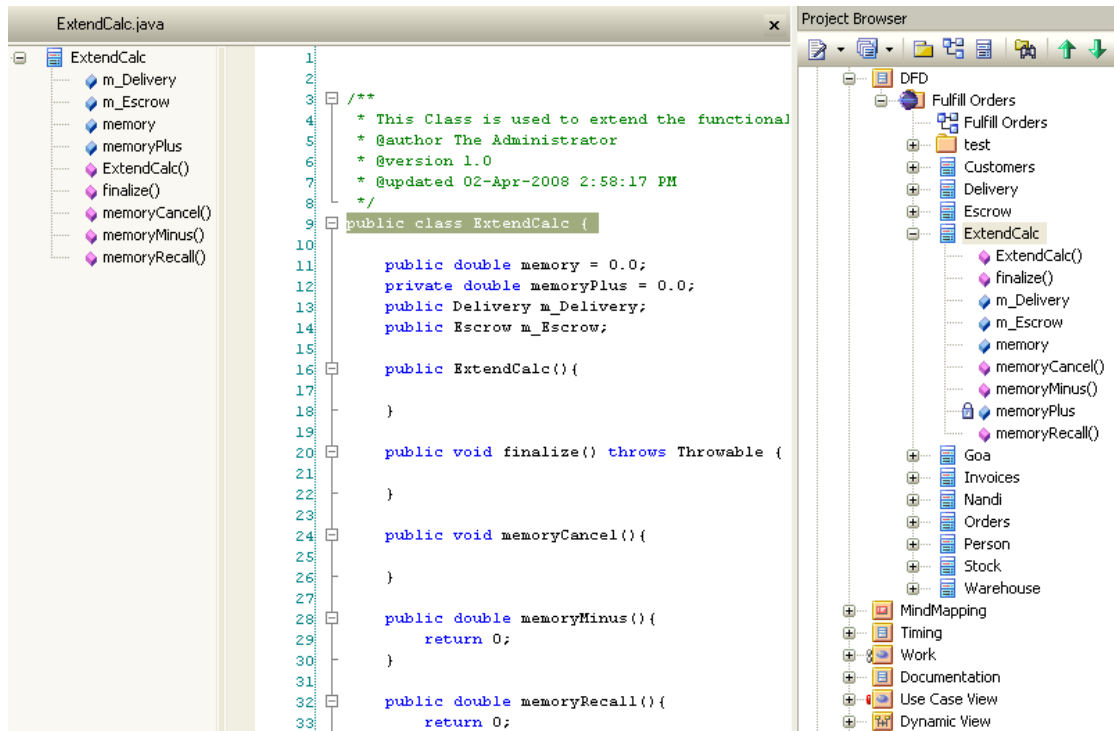 ExtendCalc.java
ExtendCalc
m_Delivery
m_Escrow
memory
memoryPlus
ExtendCalc()
finalize()
memoryCancel()
memoryMinus()
memoryRecall()
1
2
3 /**
4 * This Class is used to extend the functional
5 * @author The Administrator
6 * @version 1.0
7 * @updated 02-Apr-2008 2:58:17 PM
8 */
9 public class ExtendCalc {
10
11 public double memory = 0.0;
12 private double memoryPlus = 0.0;
13 public Delivery m_Delivery;
14 public Escrow m_Escrow;
15
16 public ExtendCalc(){
17
18 }
19
20 public void finalize() throws Throwable {
21
22 }
23
24 public void memoryCancel(){
25
26 }
27
28 public double memoryMinus(){
29 return 0;
30 }
31
32 public double memoryRecall(){
33 return 0;
Project Browser
DFD
Fulfill Orders
Fulfill Orders
test
Customers
Delivery
Escrow
ExtendCalc
ExtendCalc()
finalize()
m_Delivery
m_Escrow
memory
memoryCancel()
memoryMinus()
memoryPlus
memoryRecall()
Goa
Invoices
Nandi
Orders
Person
Stock
Warehouse
MindMapping
Timing
Work
Documentation
Use Case View
Dynamic View